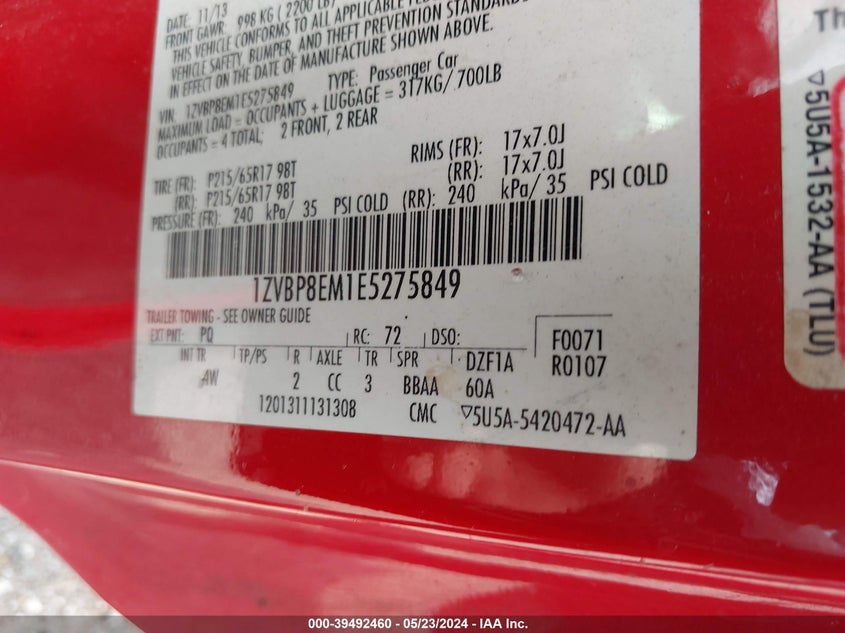 DATE: 11/13
FRONT GAWR: 998 KG ( 2200 LB)
THIS VEHICLE CONFORMS TO ALL APPLICABLE
VEHICLE SAFETY, BUMPER, AND THEFT PREVENTION STANDARDS
IN EFFECT ON THE DATE OF MANUFACTURE SHOWN ABOVE.
VIN: 1ZVBP8EM1E5275849
TYPE: Passenger Car
MAXIMUM LOAD = OCCUPANTS + LUGGAGE = 317KG/ 700LB
OCCUPANTS = 4 TOTAL; 2 FRONT, 2 REAR
TIRE (FR): P215/65R17 98T RIMS (FR): 17x7.0J
(RR): P215/65R17 98T (RR): 17x7.0J
PRESSURE (FR): 240 kPa/ 35 PSI COLD (RR): 240 kPa/ 35 PSI COLD
1ZVBP8EM1E5275849
TRAILER TOWING - SEE OWNER GUIDE
EXT PNT: PQ RC: 72 DSO:
F0071
R0107
INT TR TP/PS R AXLE TR SPR DZF1A
AW 2 CC 3 BBAA 60A
120131113130B CMC ▽5U5A-5420472-AA
Th
▽5U5A-1532-AA (TLU)
000-39492460 - 05/23/2024 - IAA Inc.